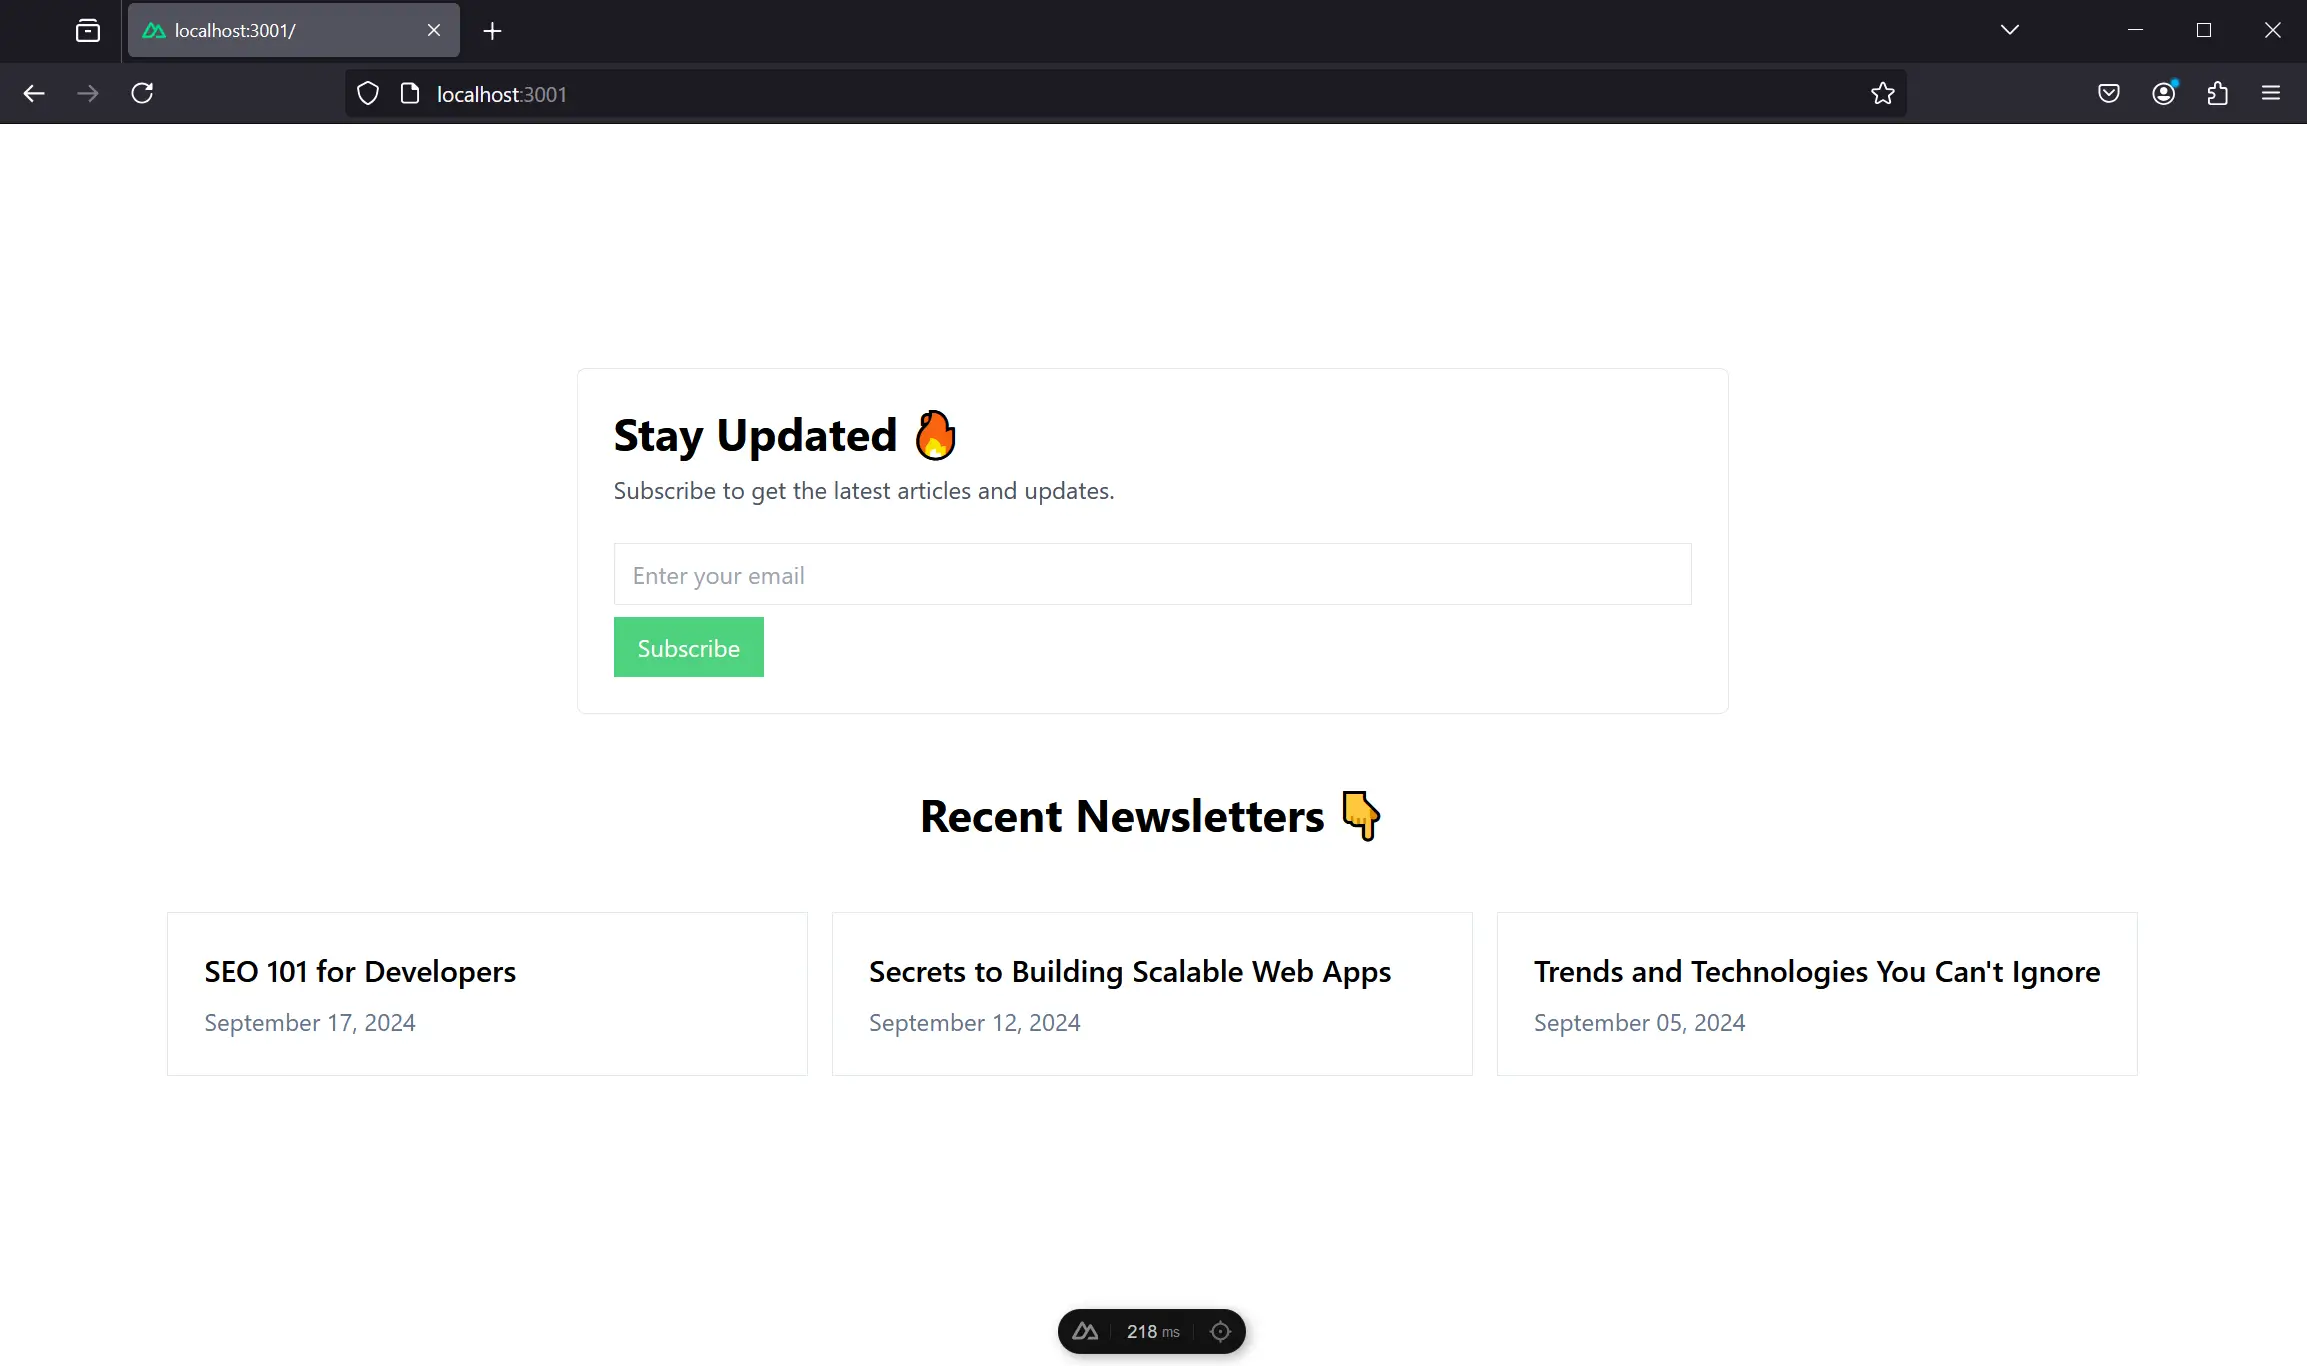 localhost:3001/
localhost:3001
Stay Updated 🔥
Subscribe to get the latest articles and updates.
Enter your email
Subscribe
Recent Newsletters 👇
SEO 101 for Developers
September 17, 2024
Secrets to Building Scalable Web Apps
September 12, 2024
Trends and Technologies You Can't Ignore
September 05, 2024
218 ms